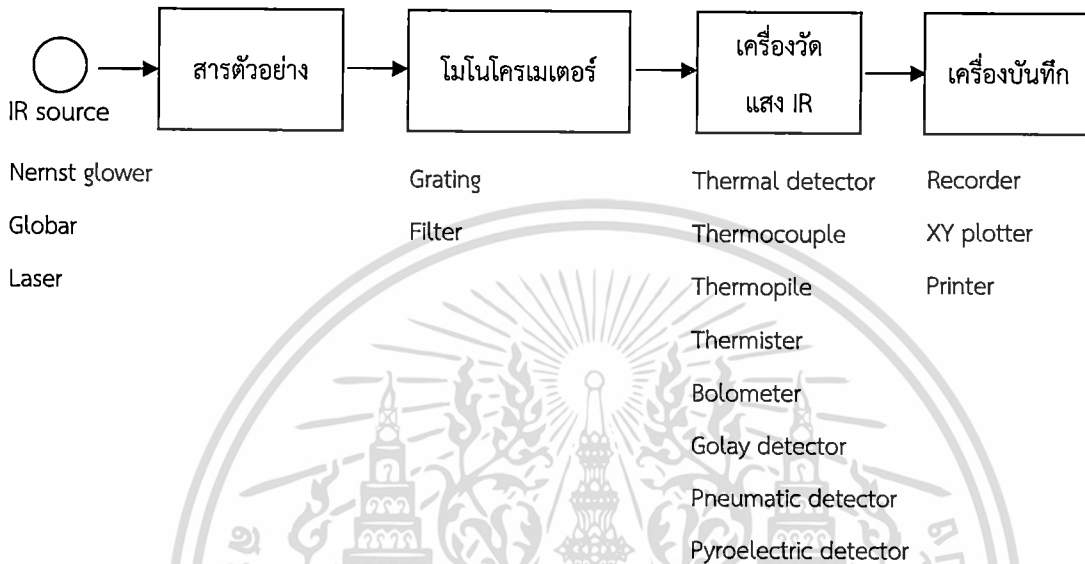 IR source
สารตัวอย่าง
โมโนโครเมเตอร์
เครื่องวัด
แสง IR
เครื่องบันทึก
Nernst glower
Globar
Laser
Grating
Filter
Thermal detector
Thermocouple
Thermopile
Thermister
Bolometer
Golay detector
Pneumatic detector
Pyroelectric detector
Recorder
XY plotter
Printer